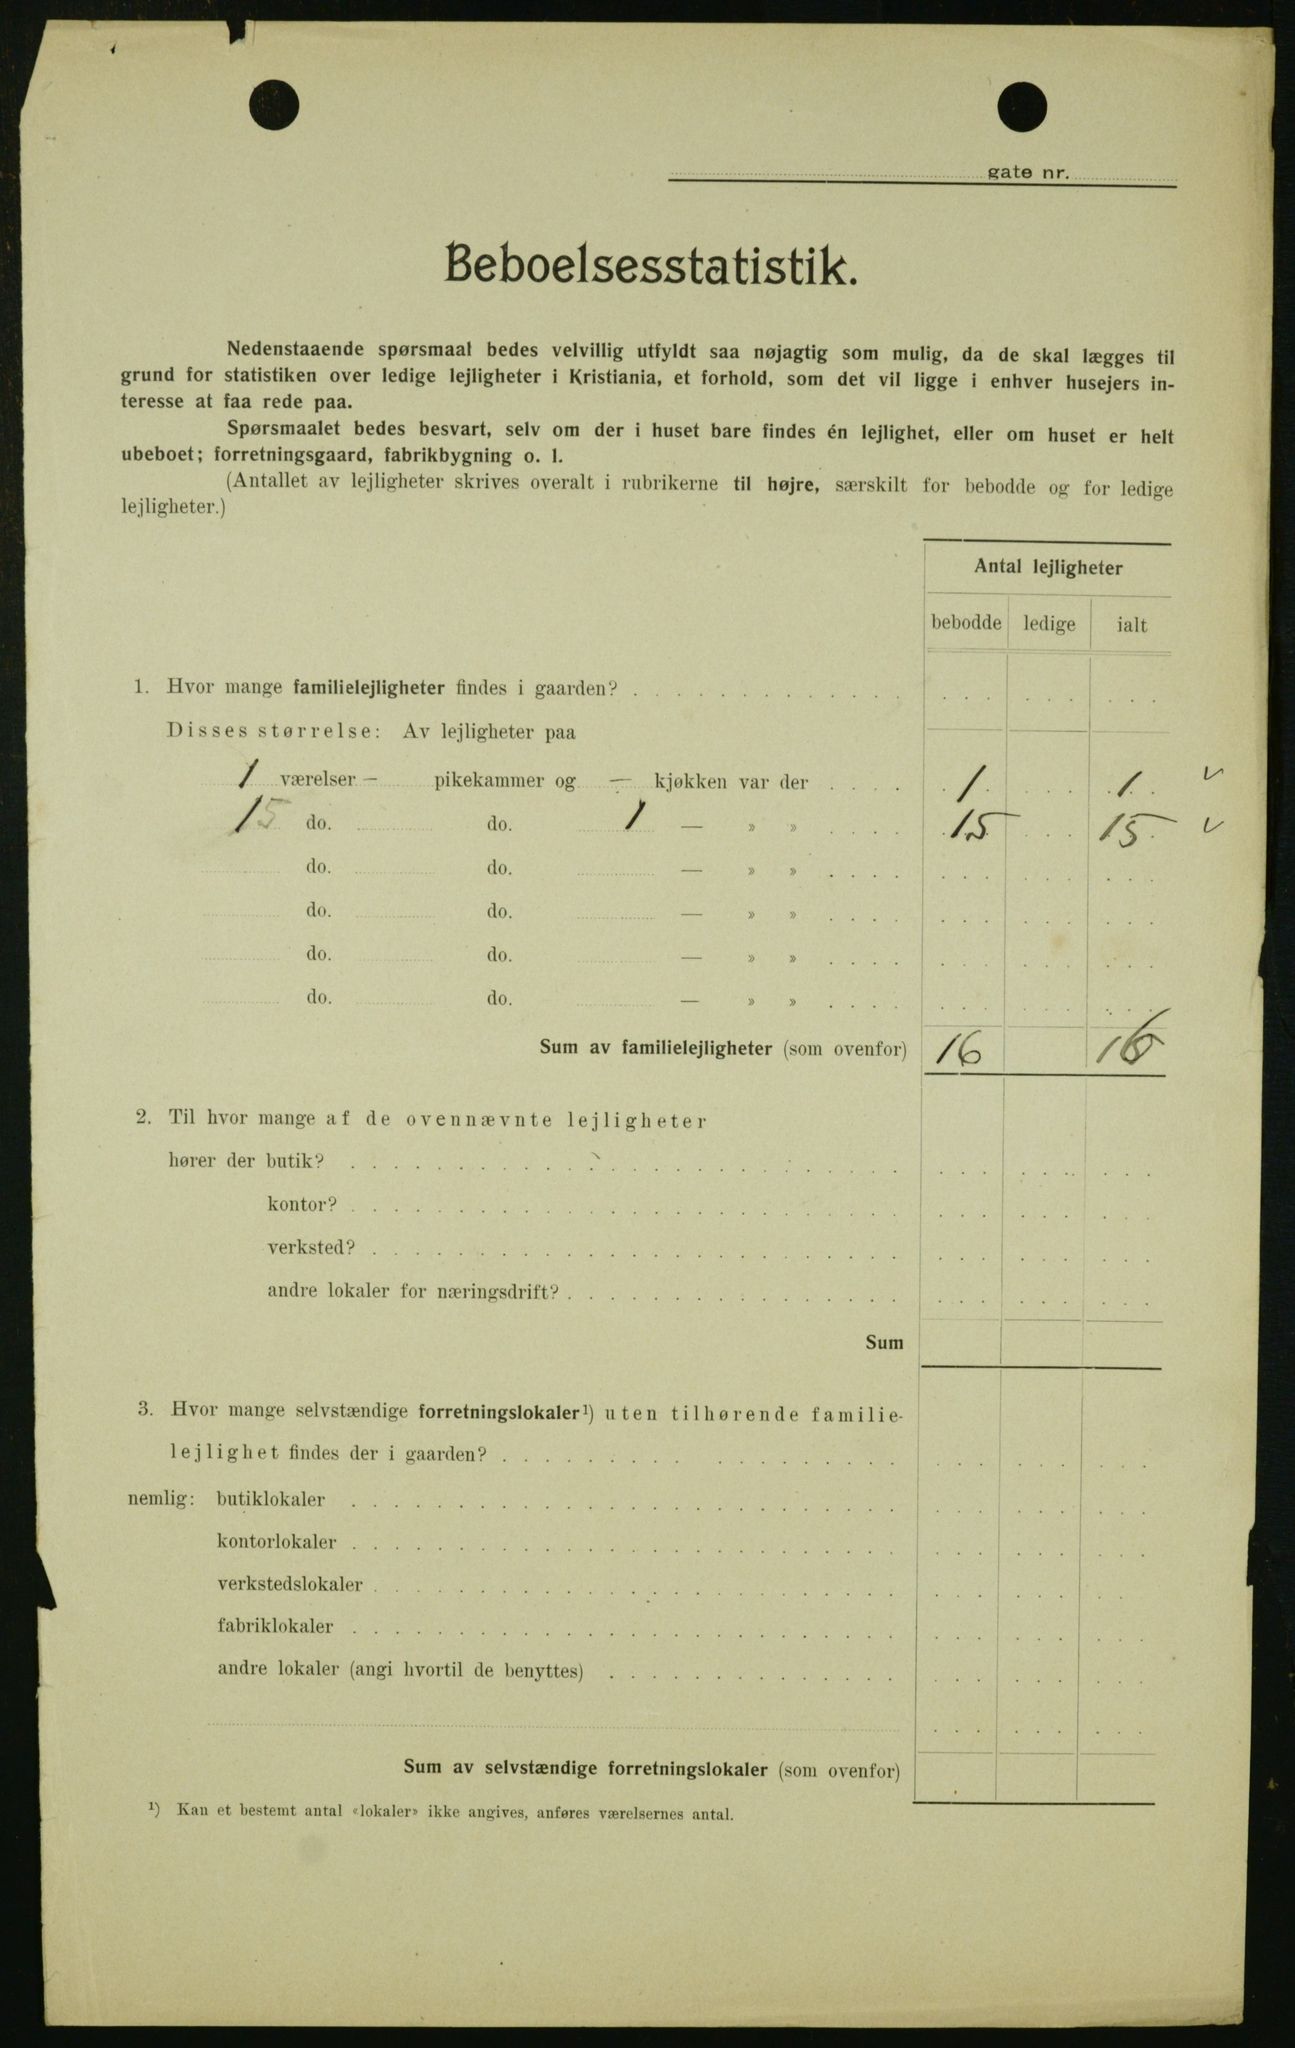 gate nr.
Beboelsesstatistik.
Nedenstaaende spørsmaal bedes velvillig utfyldt saa nøjagtig som mulig, da de skal lægges til
grund for statistiken over ledige lejligheter i Kristiania, et forhold, som det vil ligge i enhver husejers in-
teresse at faa rede paa.
Spørsmaalet bedes besvart, selv om der i huset bare findes én lejlighet, eller om huset er helt
ubeboet; forretningsgaard, fabrikbygning o. l.
(Antallet av lejligheter skrives overalt i rubrikerne til højre, særskilt for bebodde og for ledige
lejligheter.)
Antal lejligheter
bebodde ledige ialt
1. Hvor mange familielejligheter findes i gaarden?
Disses størrelse: Av lejligheter paa
1 værelser — pikekammer og — kjøkken var der 1 1 v
15 do. do. 1 — » » 15 15 v
do. do. — » »
do. do. — » »
do. do. — » »
do. do. — » »
Sum av familielejligheter (som ovenfor) 16 16
2. Til hvor mange af de ovennævnte lejligheter
hører der butik?
kontor?
verksted?
andre lokaler for næringsdrift?
Sum
3. Hvor mange selvstændige forretningslokaler¹) uten tilhørende familie-
lejlighet findes der i gaarden?
nemlig: butiklokaler
kontorlokaler
verkstedslokaler
fabriklokaler
andre lokaler (angi hvortil de benyttes)
Sum av selvstændige forretningslokaler (som ovenfor)
¹) Kan et bestemt antal «lokaler» ikke angives, anføres værelsernes antal.